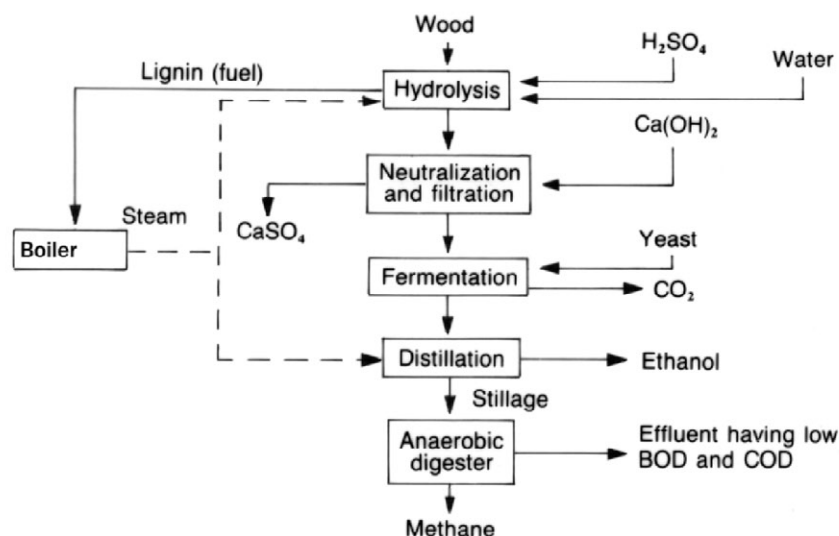 Wood
H₂SO₄
Water
Lignin (fuel)
Hydrolysis
Ca(OH)₂
Neutralization
and filtration
Steam
CaSO₄
Boiler
Yeast
Fermentation
CO₂
Distillation
Ethanol
Stillage
Anaerobic
digester
Effluent having low
BOD and COD
Methane